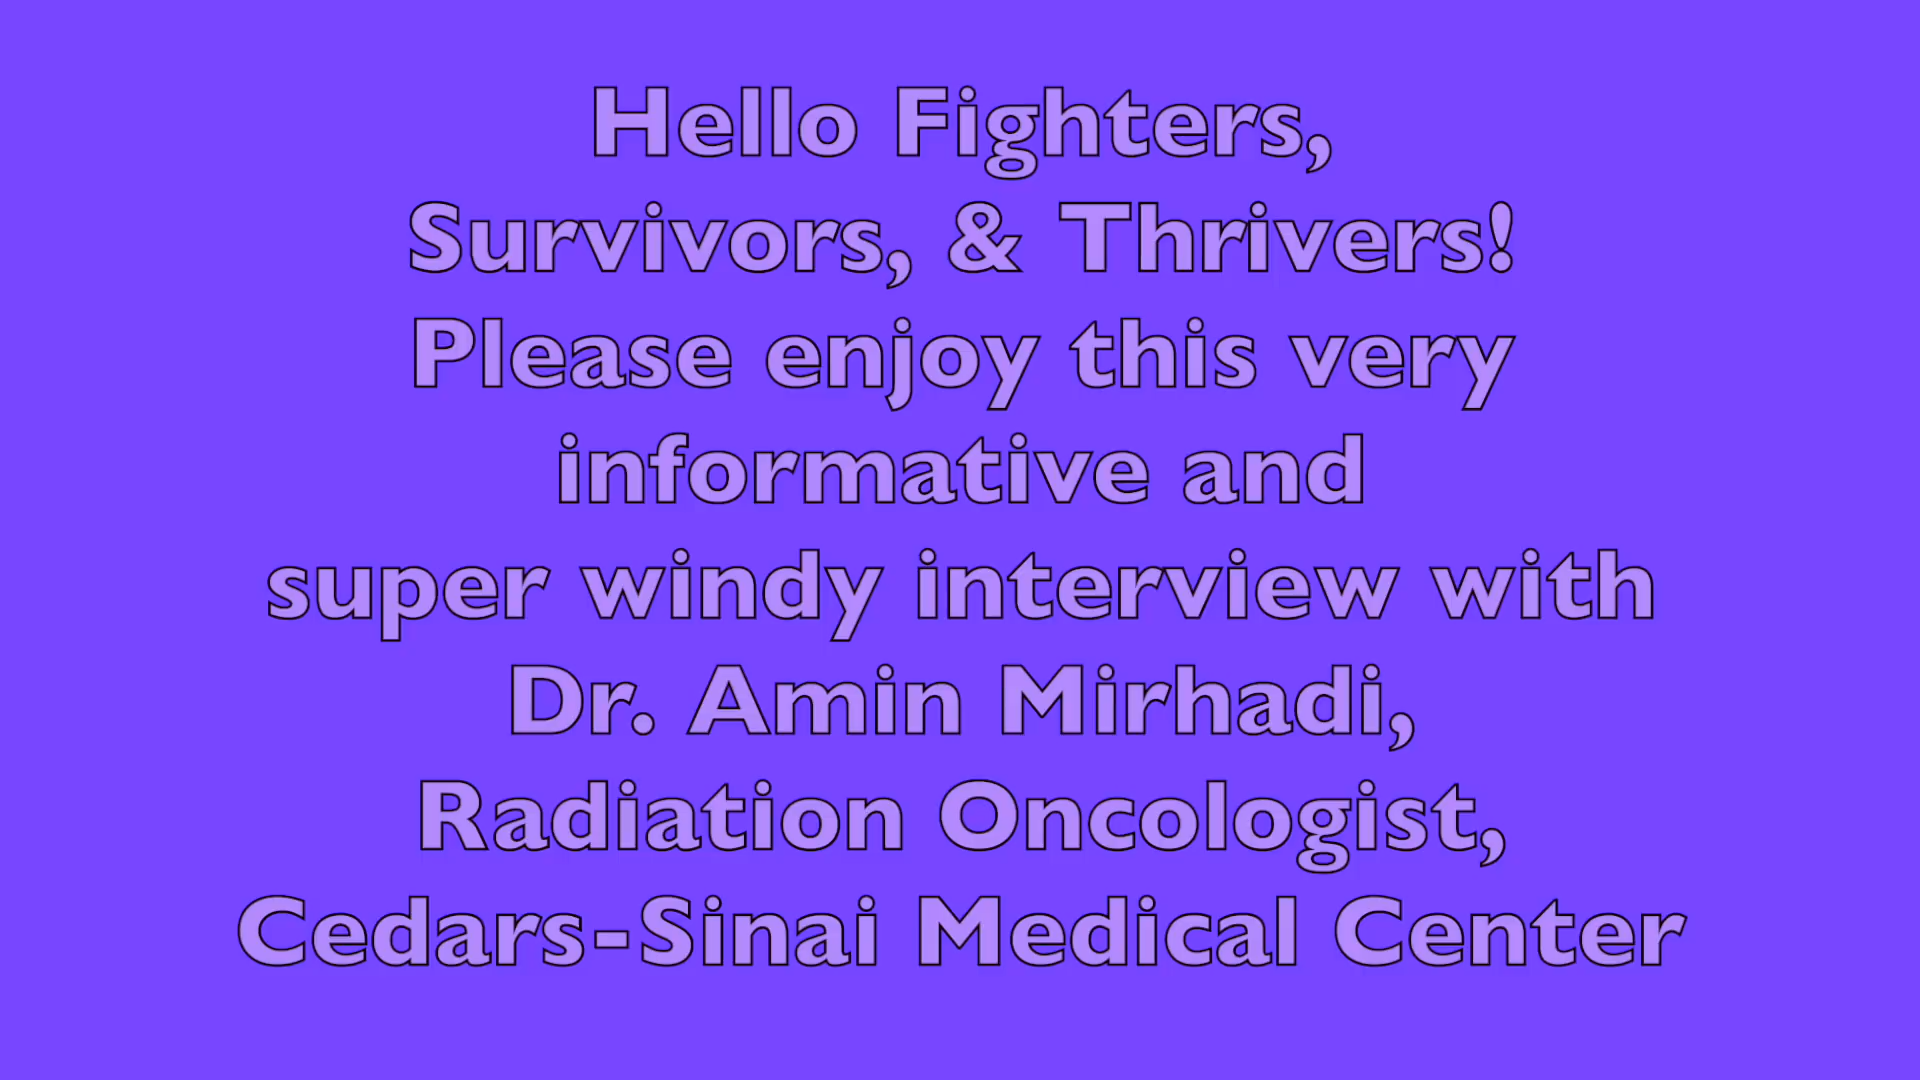 Hello Fighters,
Survivors, & Thrivers!
Please enjoy this very
informative and
super windy interview with
Dr. Amin Mirhadi,
Radiation Oncologist,
Cedars-Sinai Medical Center